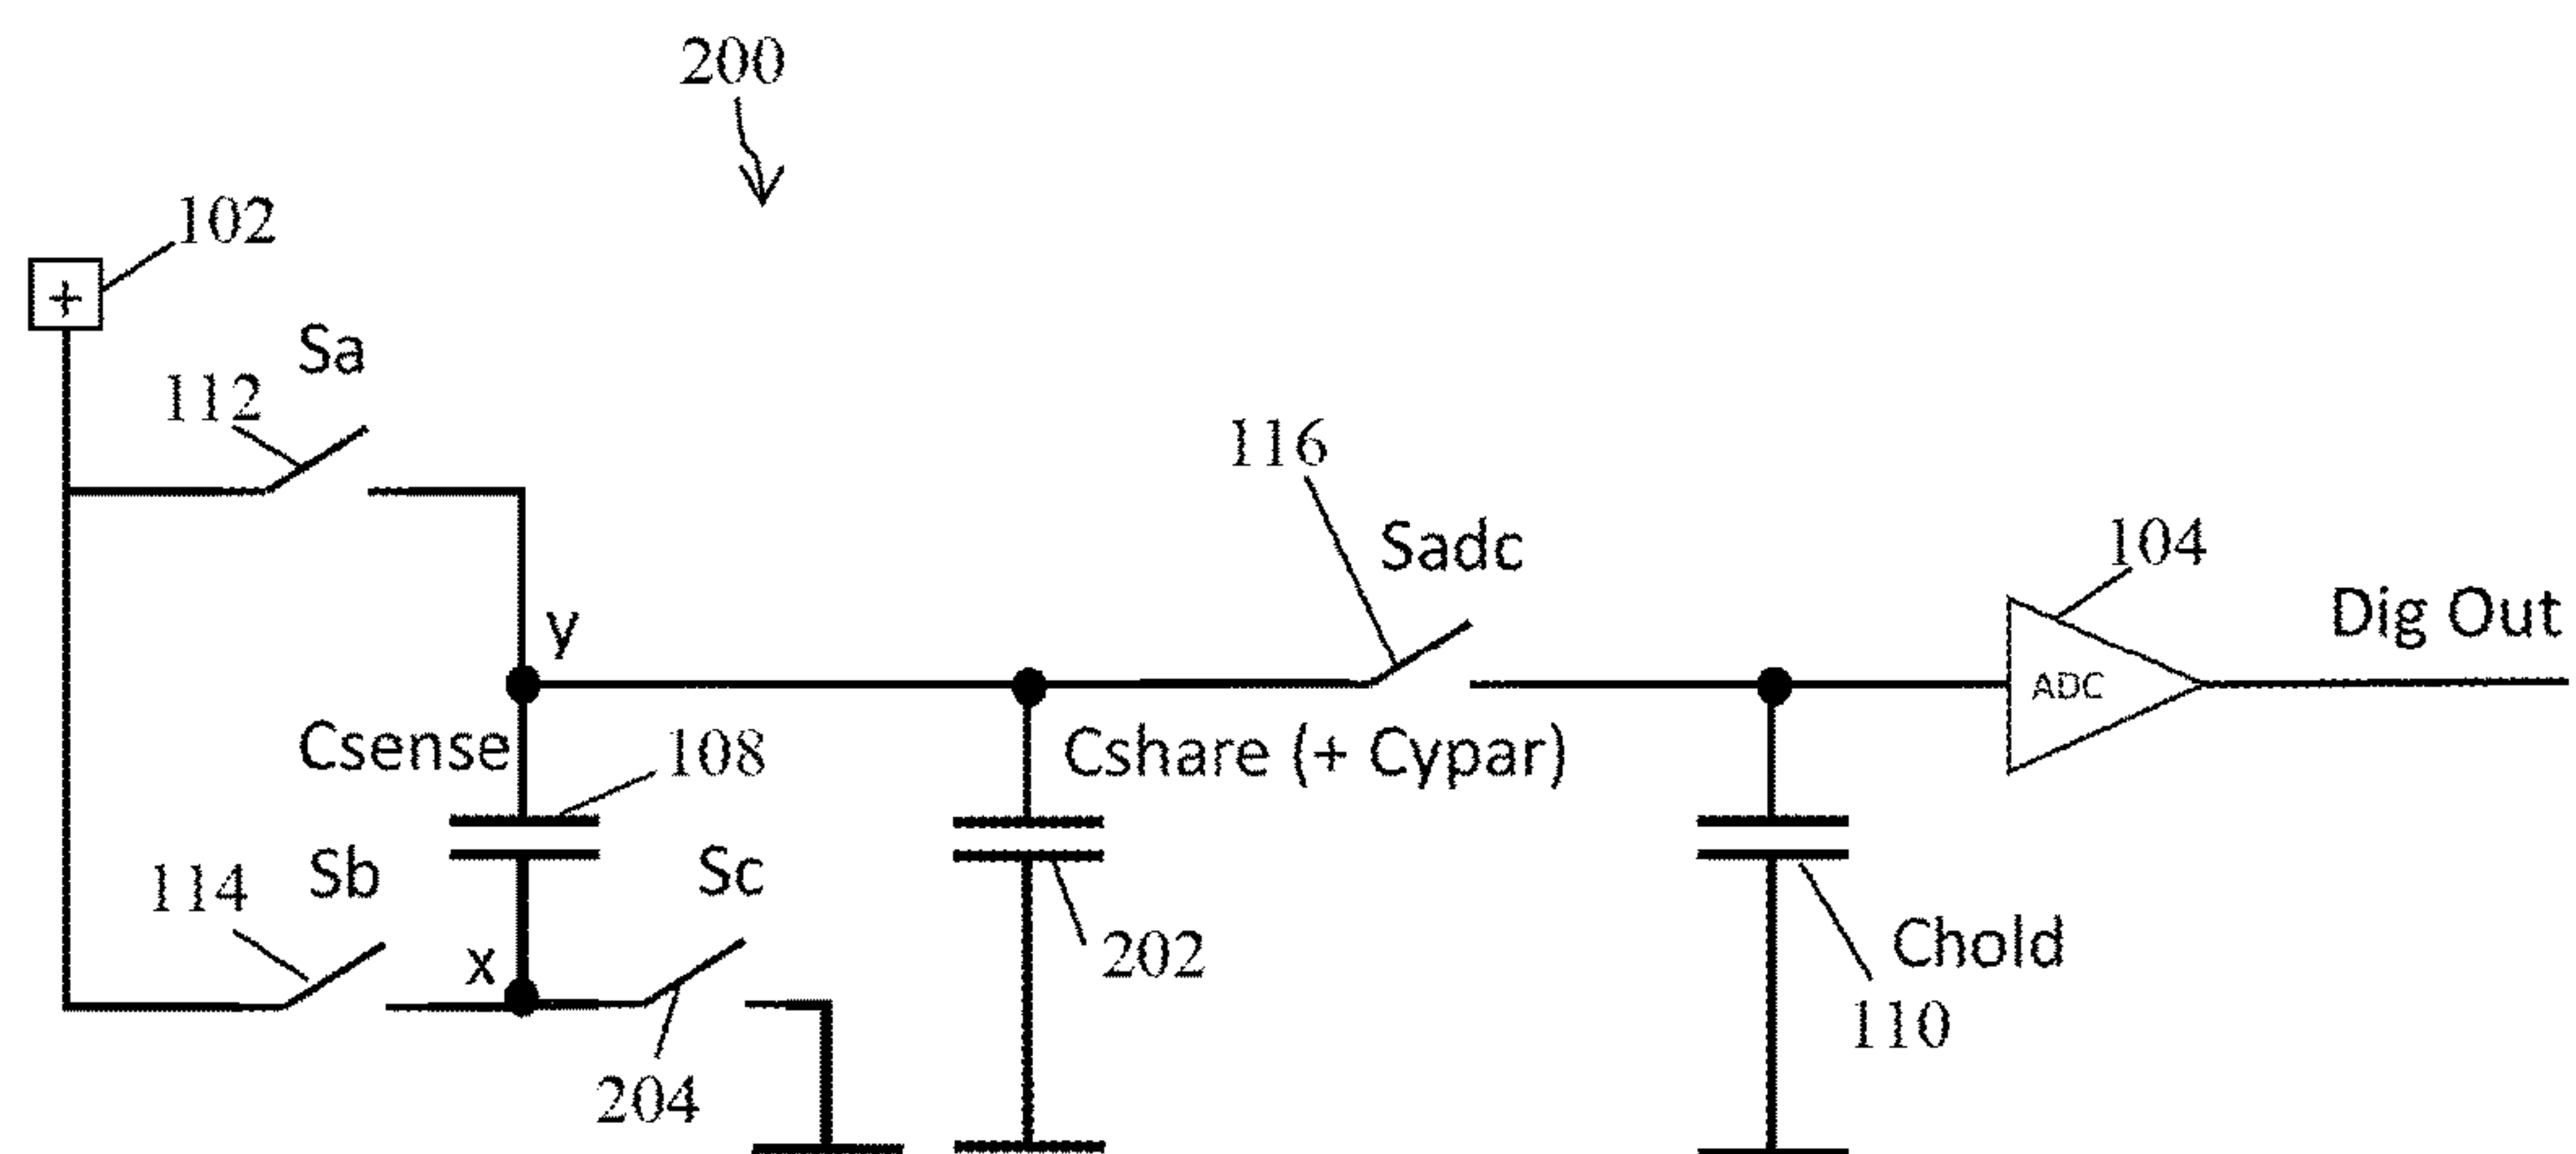 200
102
+
Sa
112
116
Sadc
104
Dig Out
y
ADC
Csense
108
Cshare (+ Cypar)
Sb
Sc
114
x
202
Chold
204
110